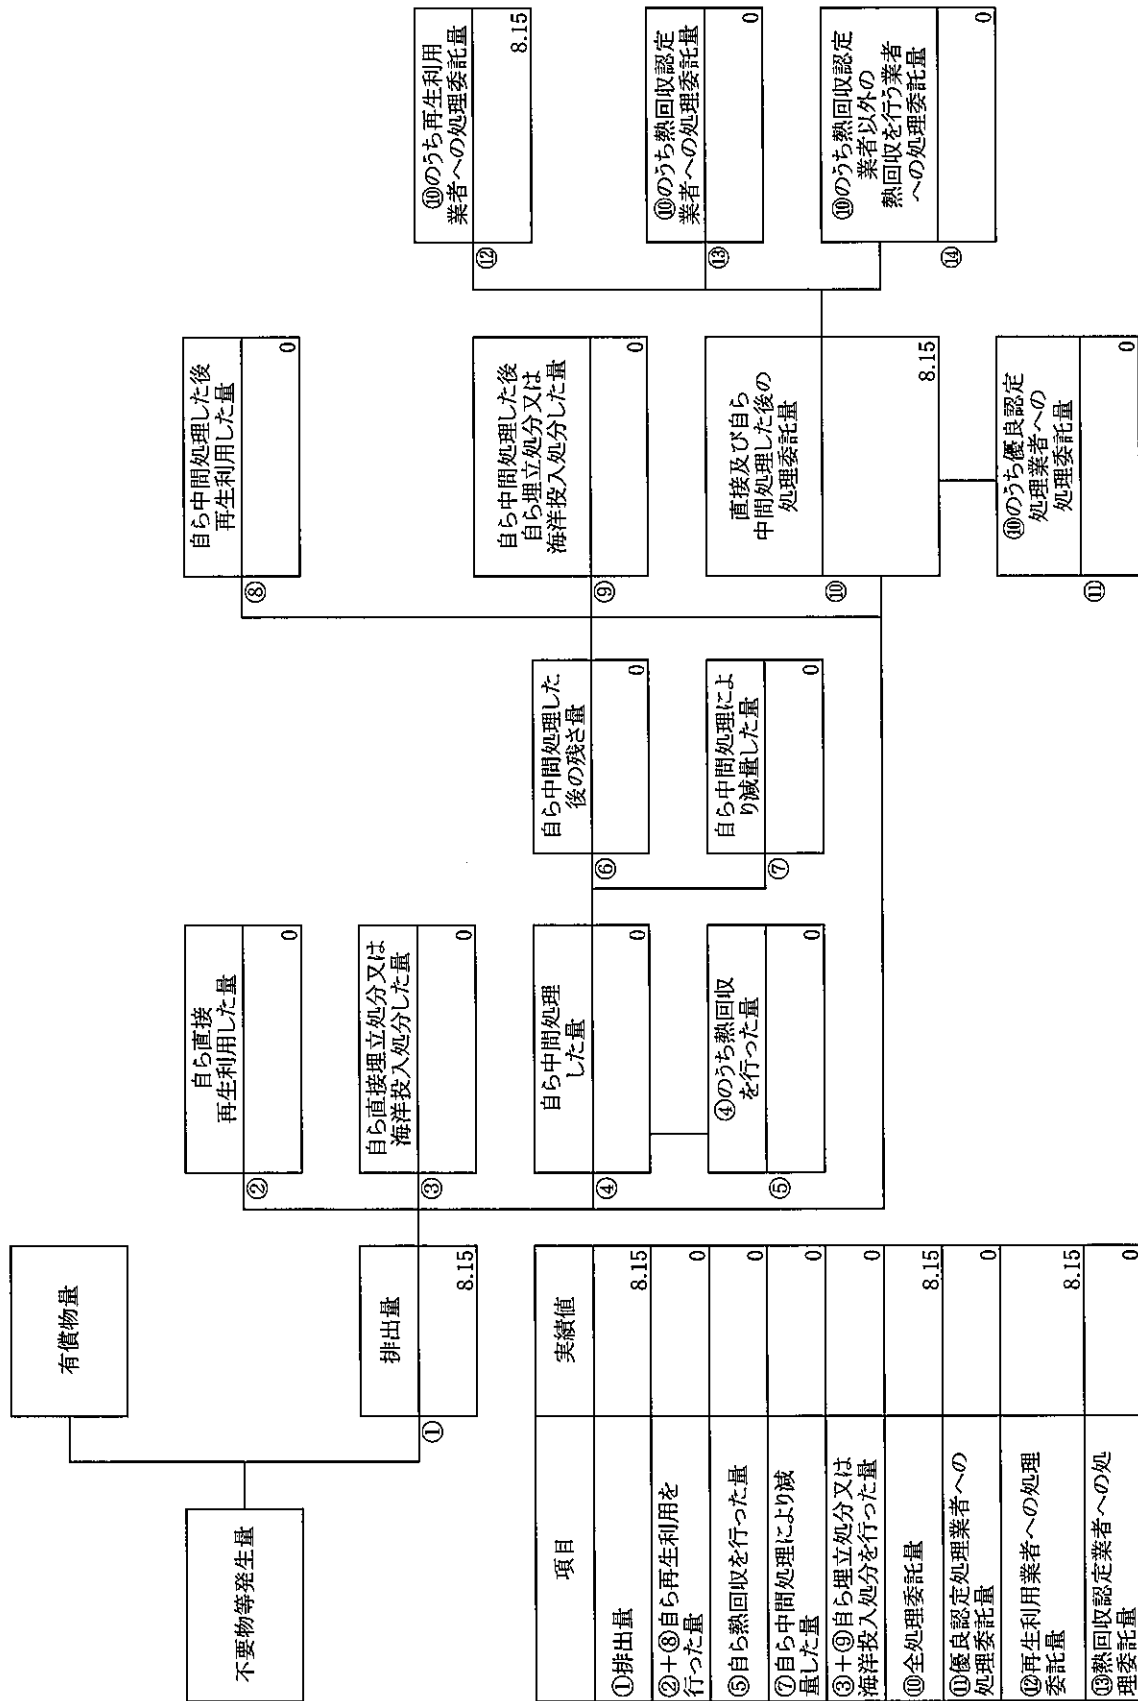 不要物等発生量
有償物量
①
排出量
8.15
②
自ら直接
再生利用した量
0
③
自ら直接埋立処分又は
海洋投入処分した量
0
④
自ら中間処理
した量
0
⑤
④のうち熱回収
を行った量
0
⑥
自ら中間処理した
後の残さ量
0
⑦
自ら中間処理によ
り減量した量
0
⑧
自ら中間処理した後
再生利用した量
0
⑨
自ら中間処理した後
自ら埋立処分又は
海洋投入処分した量
0
⑩
直接及び自ら
中間処理した後の
処理委託量
8.15
⑪
⑩のうち優良認定
処理業者への
処理委託量
0
⑫
⑩のうち再生利用
業者への処理委託量
8.15
⑬
⑩のうち熱回収認定
業者への処理委託量
0
⑭
⑩のうち熱回収認定
業者以外の
熱回収を行う業者
への処理委託量
0
項目 実績値
①排出量 8.15
②+⑧自ら再生利用を
行った量 0
⑤自ら熱回収を行った量 0
⑦自ら中間処理により減
量した量 0
③+⑨自ら埋立処分又は
海洋投入処分を行った量 0
⑩全処理委託量 8.15
⑪優良認定処理業者への
処理委託量 0
⑫再生利用業者への処理
委託量 8.15
⑬熱回収認定業者への処
理委託量 0